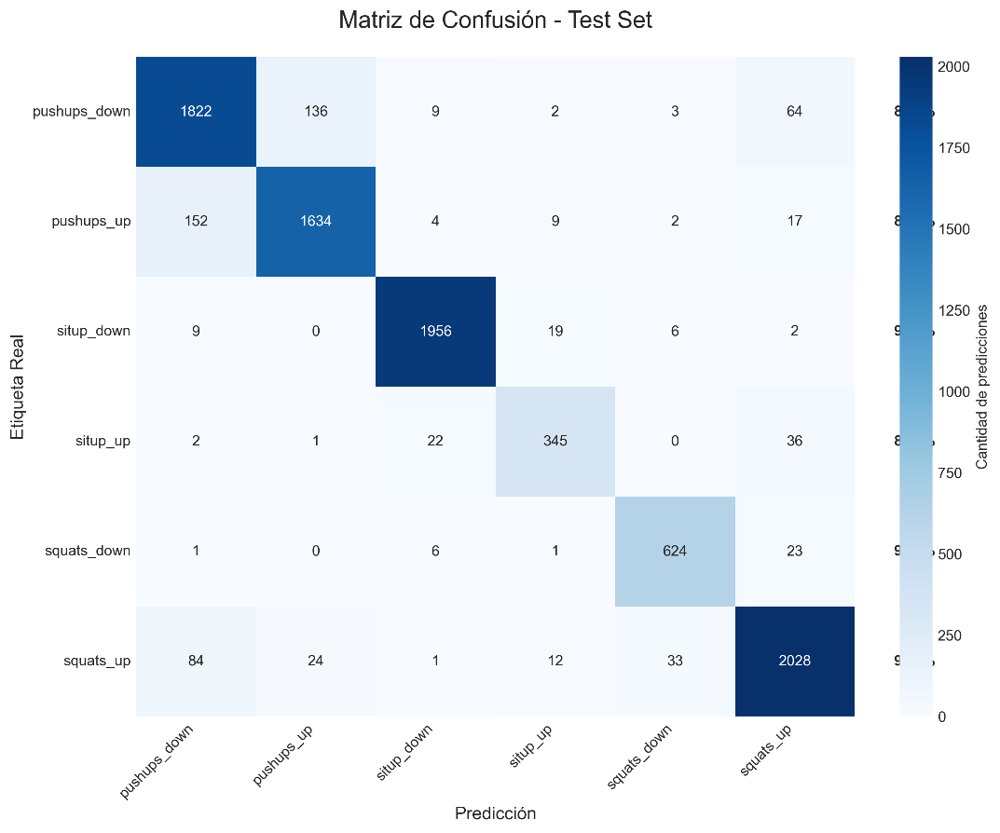 Matriz de Confusión - Test Set
pushups_down 1822 136 9 2 3 64
pushups_up 152 1634 4 9 2 17
situp_down 9 0 1956 19 6 2
situp_up 2 1 22 345 0 36
squats_down 1 0 6 1 624 23
squats_up 84 24 1 12 33 2028
pushups_down pushups_up situp_down situp_up squats_down squats_up
Predicción
Etiqueta Real
2000
1750
1500
1250
1000
750
500
250
0
Cantidad de predicciones